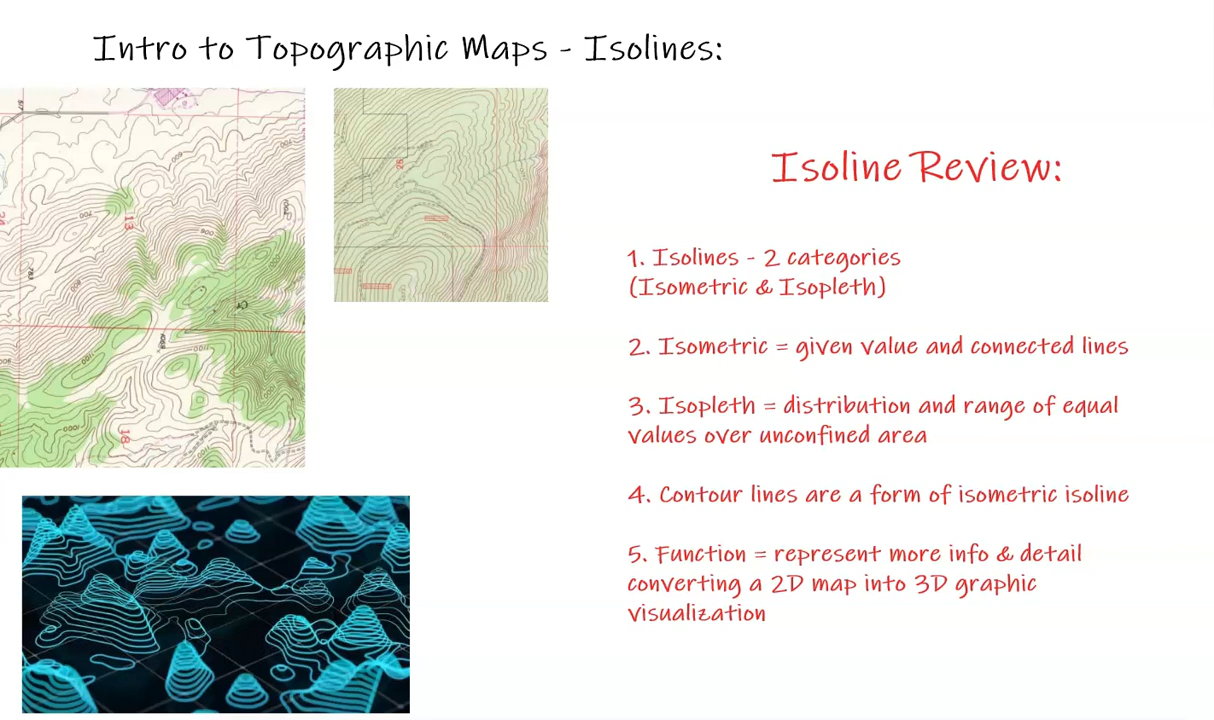 Intro to Topographic Maps - Isolines:
Isoline Review:
1. Isolines - 2 categories
(Isometric & Isopleth)
2. Isometric = given value and connected lines
3. Isopleth = distribution and range of equal
values over unconfined area
4. Contour lines are a form of isometric isoline
5. Function = represent more info & detail
converting a 2D map into 3D graphic
visualization
13
18